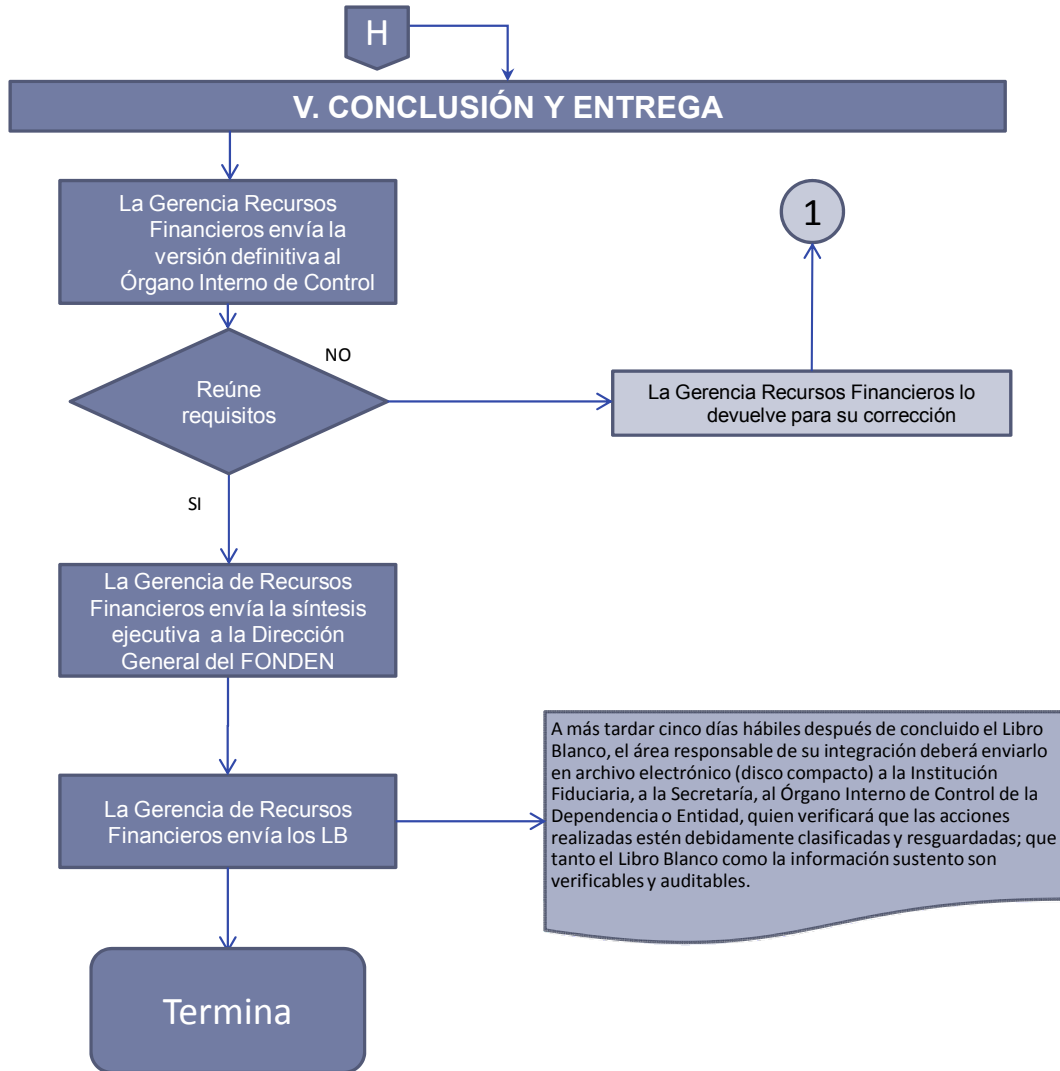 H
V. CONCLUSIÓN Y ENTREGA
La Gerencia Recursos
Financieros envía la
versión definitiva al
Órgano Interno de Control
1
NO
Reúne
requisitos
La Gerencia Recursos Financieros lo
devuelve para su corrección
SI
La Gerencia de Recursos
Financieros envía la síntesis
ejecutiva a la Dirección
General del FONDEN
A más tardar cinco días hábiles después de concluido el Libro
Blanco, el área responsable de su integración deberá enviarlo
en archivo electrónico (disco compacto) a la Institución
Fiduciaria, a la Secretaría, al Órgano Interno de Control de la
Dependencia o Entidad, quien verificará que las acciones
realizadas estén debidamente clasificadas y resguardadas; que
tanto el Libro Blanco como la información sustento son
verificables y auditables.
La Gerencia de Recursos
Financieros envía los LB
Termina